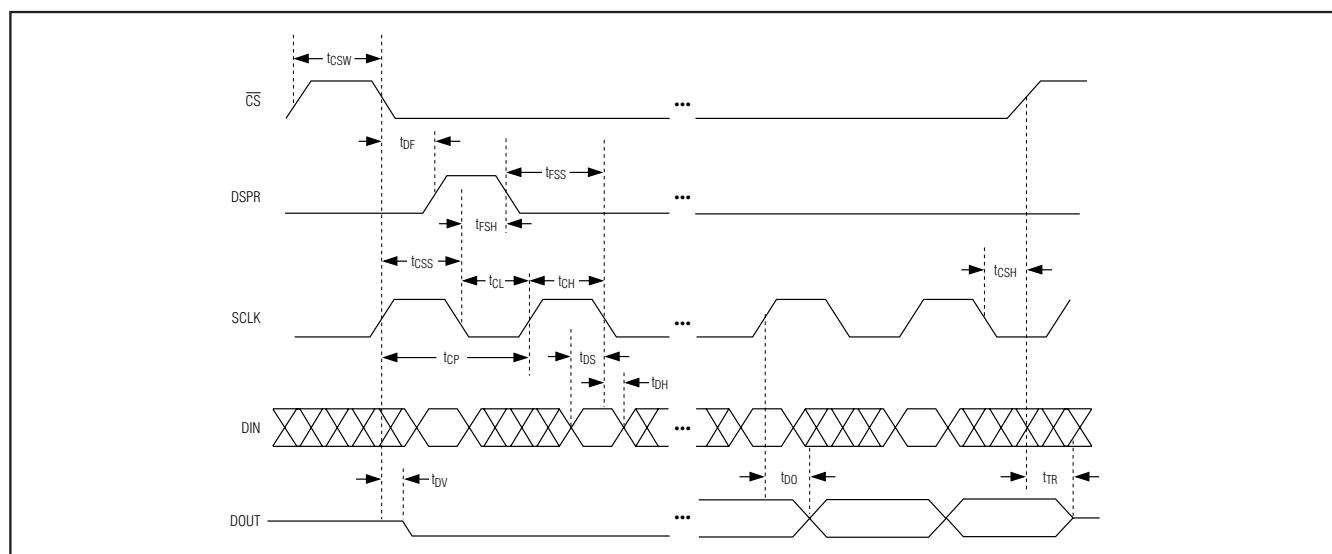 tCSW
CS
•••
tDF
tFSS
DSPR
•••
tFSH
tCSS
tCL
tCH
tCSH
SCLK
•••
tCP
tDS
tDH
DIN
•••
tDV
tDO
tTR
DOUT
•••